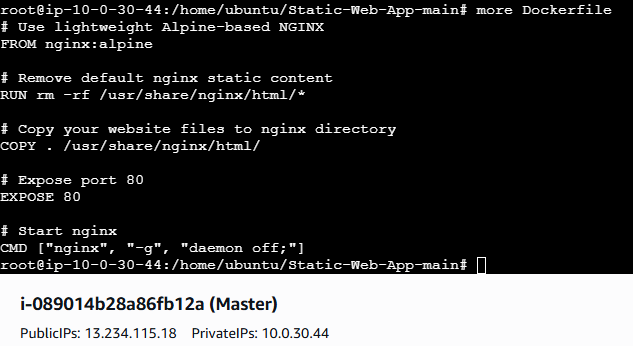 root@ip-10-0-30-44:/home/ubuntu/Static-Web-App-main# more Dockerfile
# Use lightweight Alpine-based NGINX
FROM nginx:alpine
# Remove default nginx static content
RUN rm -rf /usr/share/nginx/html/*
# Copy your website files to nginx directory
COPY . /usr/share/nginx/html/
# Expose port 80
EXPOSE 80
# Start nginx
CMD ["nginx", "-g", "daemon off;"]
root@ip-10-0-30-44:/home/ubuntu/Static-Web-App-main#
i-089014b28a86fb12a (Master)
PublicIPs: 13.234.115.18 PrivateIPs: 10.0.30.44